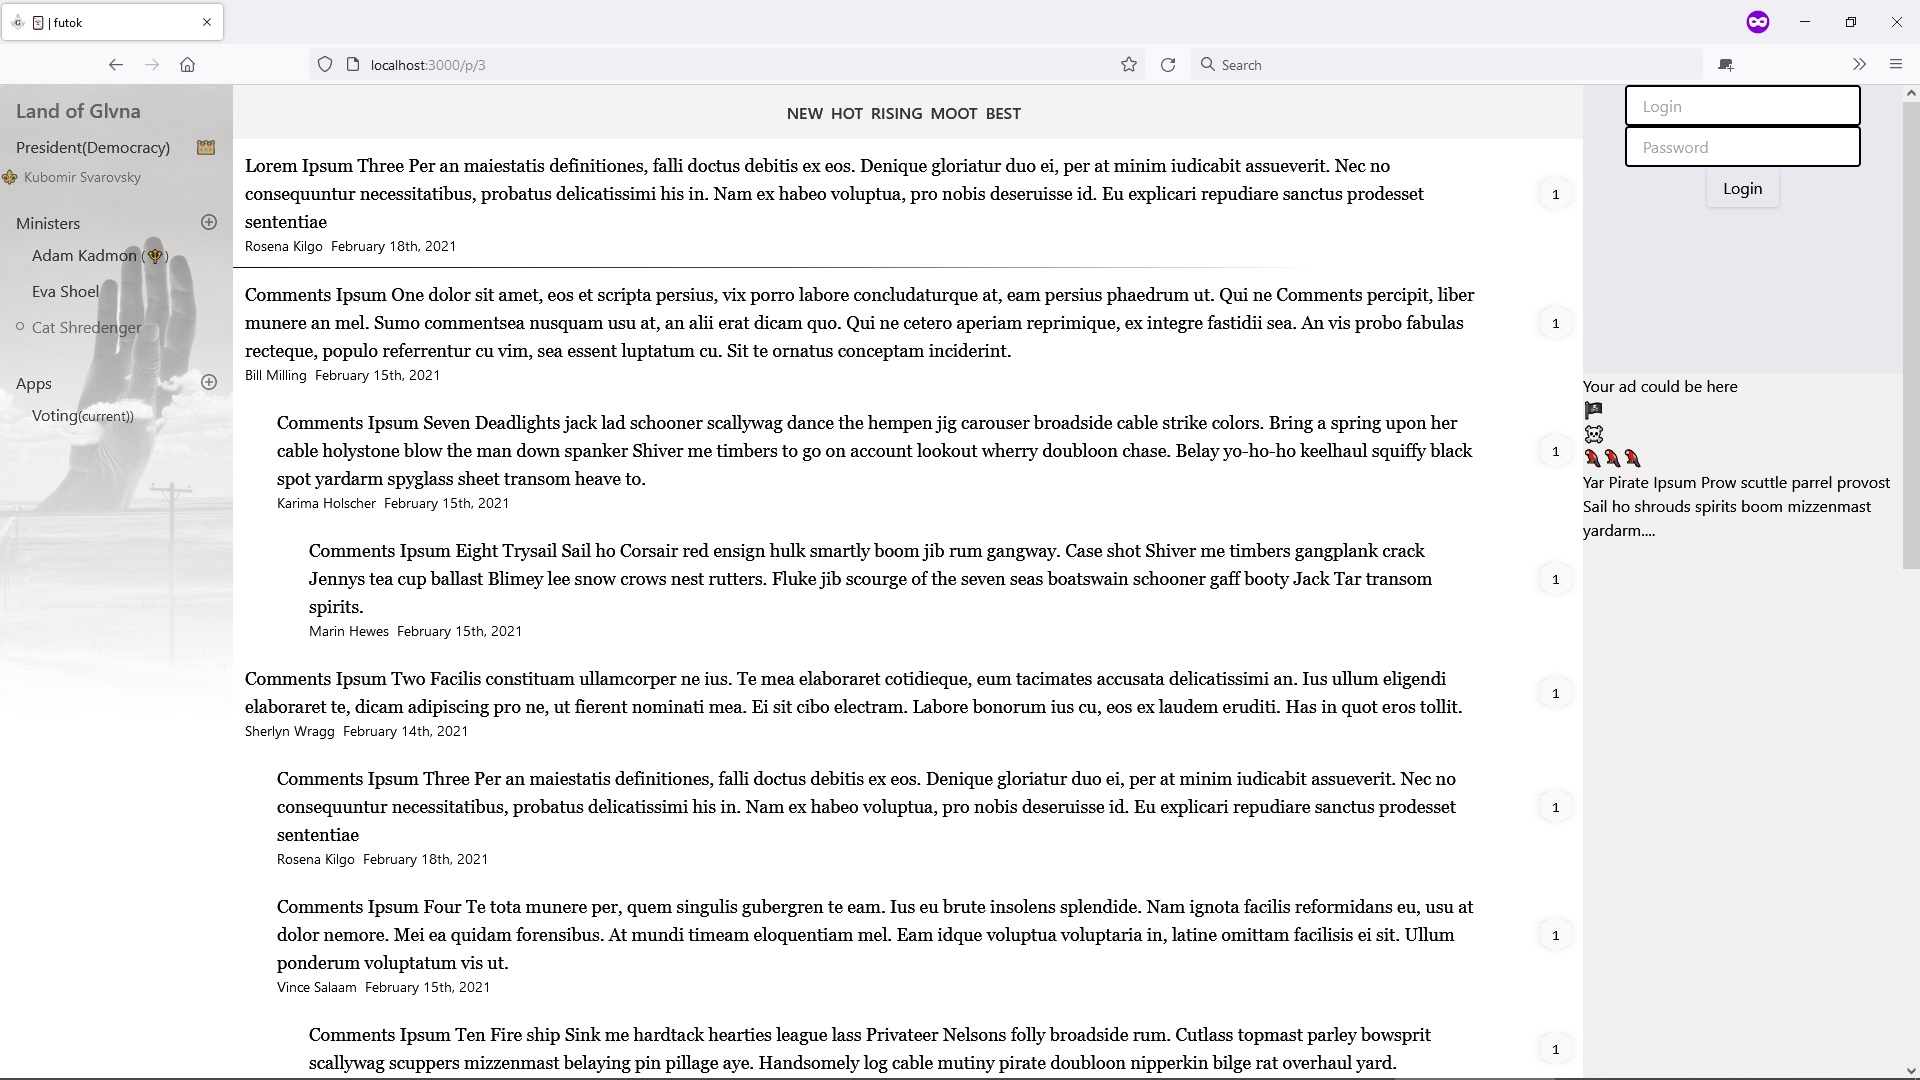 | futok
localhost:3000/p/3
Search
Land of Glvna
President(Democracy)
Kubomir Svarovsky
Ministers
Adam Kadmon ( )
Eva Shoel
Cat Shredenger
Apps
Voting(current))
NEW HOT RISING MOOT BEST
Lorem Ipsum Three Per an maiestatis definitiones, falli doctus debitis ex eos. Denique gloriatur duo ei, per at minim iudicabit assueverit. Nec no
consequuntur necessitatibus, probatus delicatissimi his in. Nam ex habeo voluptua, pro nobis deseruisse id. Eu explicari repudiare sanctus prodesset
sententiae
1
Rosena Kilgo February 18th, 2021
Comments Ipsum One dolor sit amet, eos et scripta persius, vix porro labore concludaturque at, eam persius phaedrum ut. Qui ne Comments percipit, liber
munere an mel. Sumo commentsea nusquam usu at, an alii erat dicam quo. Qui ne cetero aperiam reprimique, ex integre fastidii sea. An vis probo fabulas
recteque, populo referrentur cu vim, sea essent luptatum cu. Sit te ornatus conceptam inciderint.
1
Bill Milling February 15th, 2021
Comments Ipsum Seven Deadlights jack lad schooner scallywag dance the hempen jig carouser broadside cable strike colors. Bring a spring upon her
cable holystone blow the man down spanker Shiver me timbers to go on account lookout wherry doubloon chase. Belay yo-ho-ho keelhaul squiffy black
spot yardarm spyglass sheet transom heave to.
1
Karima Holscher February 15th, 2021
Comments Ipsum Eight Trysail Sail ho Corsair red ensign hulk smartly boom jib rum gangway. Case shot Shiver me timbers gangplank crack
Jennys tea cup ballast Blimey lee snow crows nest rutters. Fluke jib scourge of the seven seas boatswain schooner gaff booty Jack Tar transom
spirits.
1
Marin Hewes February 15th, 2021
Comments Ipsum Two Facilis constituam ullamcorper ne ius. Te mea elaboraret cotidieque, eum tacimates accusata delicatissimi an. Ius ullum eligendi
elaboraret te, dicam adipiscing pro ne, ut fierent nominati mea. Ei sit cibo electram. Labore bonorum ius cu, eos ex laudem eruditi. Has in quot eros tollit.
1
Sherlyn Wragg February 14th, 2021
Comments Ipsum Three Per an maiestatis definitiones, falli doctus debitis ex eos. Denique gloriatur duo ei, per at minim iudicabit assueverit. Nec no
consequuntur necessitatibus, probatus delicatissimi his in. Nam ex habeo voluptua, pro nobis deseruisse id. Eu explicari repudiare sanctus prodesset
sententiae
1
Rosena Kilgo February 18th, 2021
Comments Ipsum Four Te tota munere per, quem singulis gubergren te eam. Ius eu brute insolens splendide. Nam ignota facilis reformidans eu, usu at
dolor nemore. Mei ea quidam forensibus. At mundi timeam eloquentiam mel. Eam idque voluptua voluptaria in, latine omittam facilisis ei sit. Ullum
ponderum voluptatum vis ut.
1
Vince Salaam February 15th, 2021
Comments Ipsum Ten Fire ship Sink me hardtack hearties league lass Privateer Nelsons folly broadside rum. Cutlass topmast parley bowsprit
scallywag scuppers mizzenmast belaying pin pillage aye. Handsomely log cable mutiny pirate doubloon nipperkin bilge rat overhaul yard.
1
Login
Password
Login
Your ad could be here
Yar Pirate Ipsum Prow scuttle parrel provost
Sail ho shrouds spirits boom mizzenmast
yardarm....